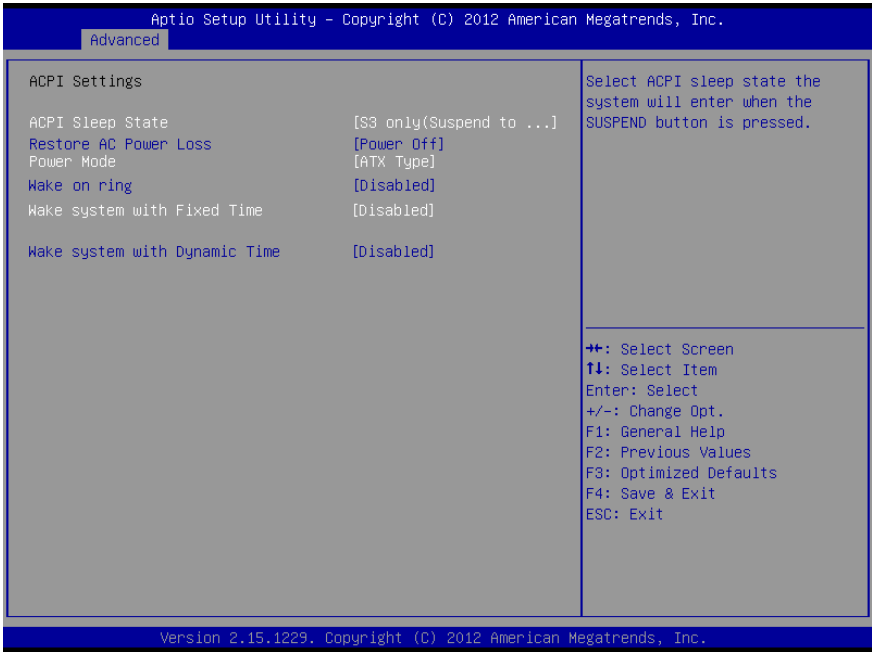 Aptio Setup Utility – Copyright (C) 2012 American Megatrends, Inc.
Advanced
ACPI Settings
ACPI Sleep State [S3 only(Suspend to ...]
Restore AC Power Loss [Power Off]
Power Mode [ATX Type]
Wake on ring [Disabled]
Wake system with Fixed Time [Disabled]
Wake system with Dynamic Time [Disabled]
Select ACPI sleep state the
system will enter when the
SUSPEND button is pressed.
→←: Select Screen
↑↓: Select Item
Enter: Select
+/-: Change Opt.
F1: General Help
F2: Previous Values
F3: Optimized Defaults
F4: Save & Exit
ESC: Exit
Version 2.15.1229. Copyright (C) 2012 American Megatrends, Inc.